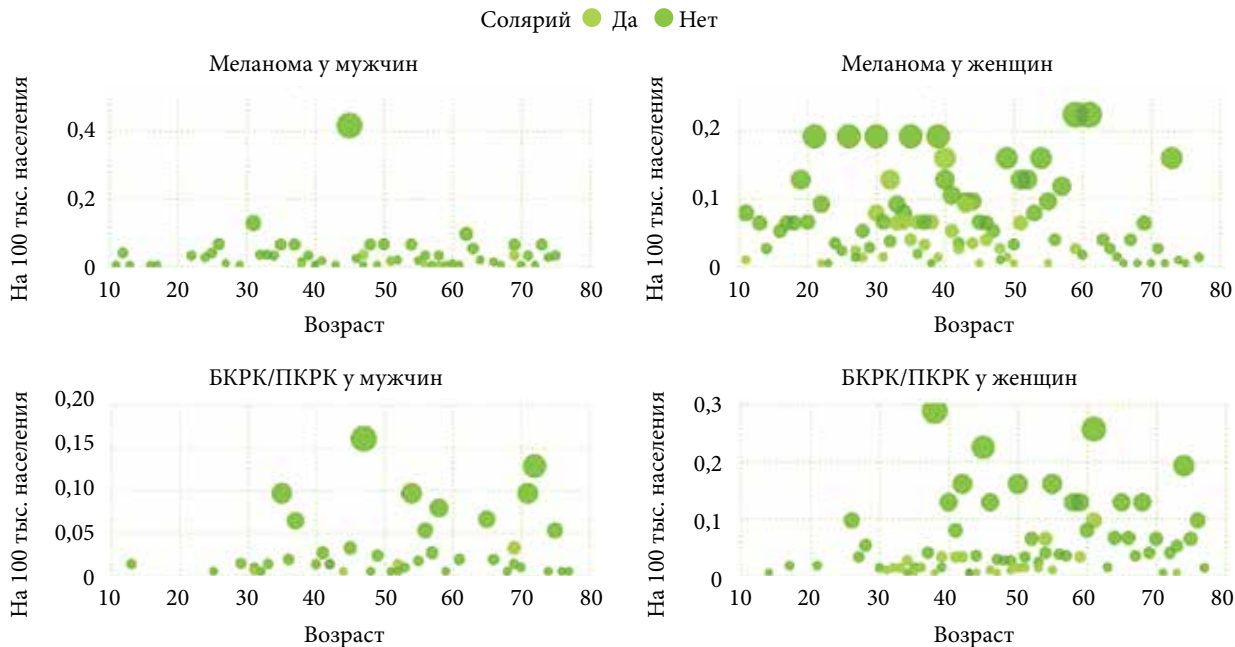 Солярий Да Нет
Меланома у мужчин
На 100 тыс. населения
0,4
0,2
0
10 20 30 40 50 60 70 80
Возраст
Меланома у женщин
На 100 тыс. населения
0,2
0,1
0
10 20 30 40 50 60 70 80
Возраст
БКРК/ПКРК у мужчин
На 100 тыс. населения
0,20
0,15
0,10
0,05
0
10 20 30 40 50 60 70 80
Возраст
БКРК/ПКРК у женщин
На 100 тыс. населения
0,3
0,2
0,1
0
10 20 30 40 50 60 70 80
Возраст